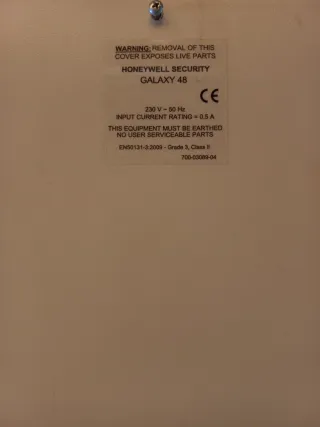 WARNING: REMOVAL OF THIS
COVER EXPOSES LIVE PARTS
HONEYWELL SECURITY
GALAXY 48
CE
230 V ~ 50 Hz
INPUT CURRENT RATING = 0.5 A
THIS EQUIPMENT MUST BE EARTHED
NO USER SERVICEABLE PARTS
EN50131-3:2009 - Grade 3, Class II
700-03086-04